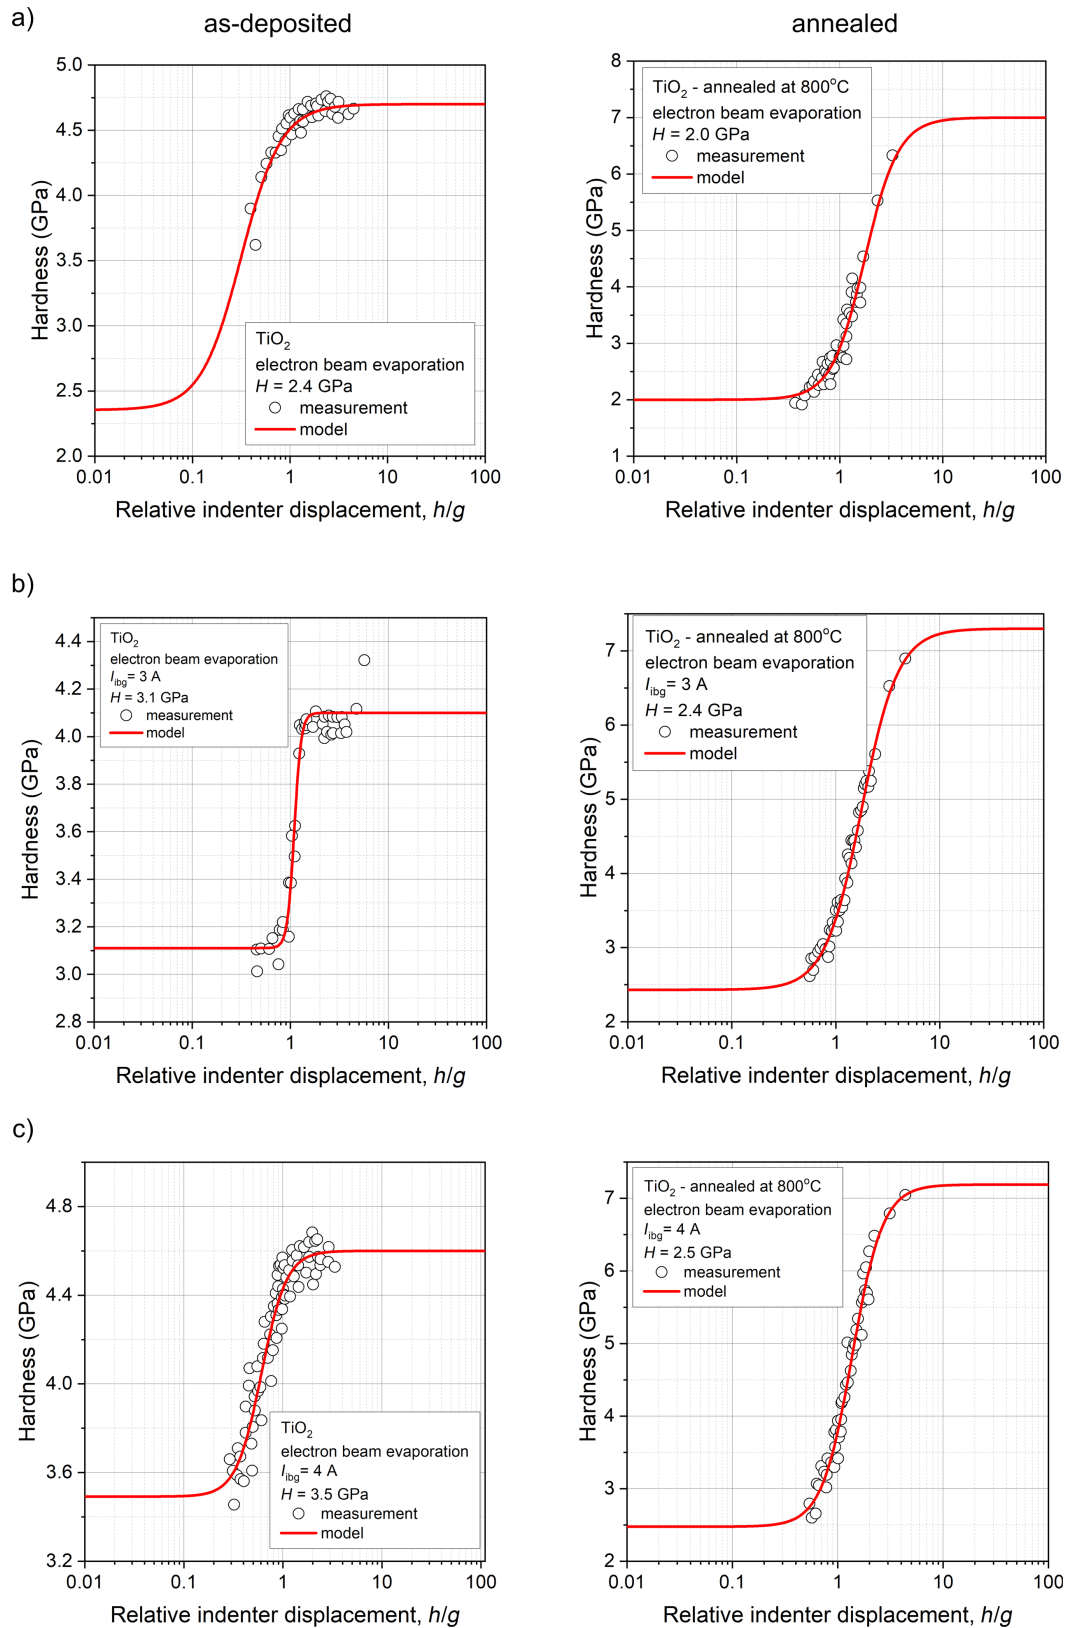 a)
as-deposited
annealed
5.0
4.5
4.0
3.5
3.0
2.5
2.0
Hardness (GPa)
TiO2
electron beam evaporation
H = 2.4 GPa
measurement
model
0.01
0.1
1
10
100
Relative indenter displacement, h/g
8
7
6
5
4
3
2
1
Hardness (GPa)
TiO2 - annealed at 800°C
electron beam evaporation
H = 2.0 GPa
measurement
model
0.01
0.1
1
10
100
Relative indenter displacement, h/g
b)
4.4
4.2
4.0
3.8
3.6
3.4
3.2
3.0
2.8
Hardness (GPa)
TiO2
electron beam evaporation
Iibg= 3 A
H = 3.1 GPa
measurement
model
0.01
0.1
1
10
100
Relative indenter displacement, h/g
7
6
5
4
3
2
Hardness (GPa)
TiO2 - annealed at 800°C
electron beam evaporation
Iibg= 3 A
H = 2.4 GPa
measurement
model
0.01
0.1
1
10
100
Relative indenter displacement, h/g
c)
4.8
4.4
4.0
3.6
3.2
Hardness (GPa)
TiO2
electron beam evaporation
Iibg= 4 A
H = 3.5 GPa
measurement
model
0.01
0.1
1
10
100
Relative indenter displacement, h/g
7
6
5
4
3
2
Hardness (GPa)
TiO2 - annealed at 800°C
electron beam evaporation
Iibg= 4 A
H = 2.5 GPa
measurement
model
0.01
0.1
1
10
100
Relative indenter displacement, h/g